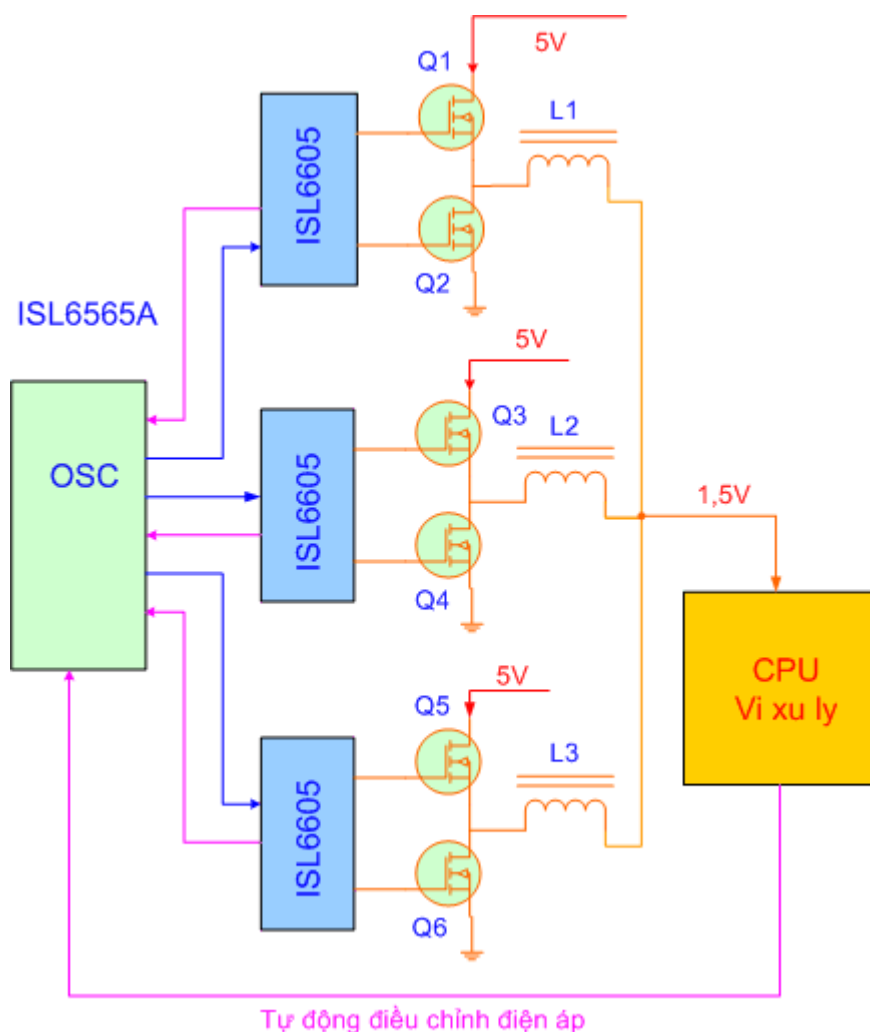 5V
Q1
L1
ISL6605
Q2
ISL6565A
5V
Q3
L2
OSC
ISL6605
1,5V
Q4
CPU
Vi xu ly
5V
Q5
L3
ISL6605
Q6
Tự động điều chỉnh điện áp